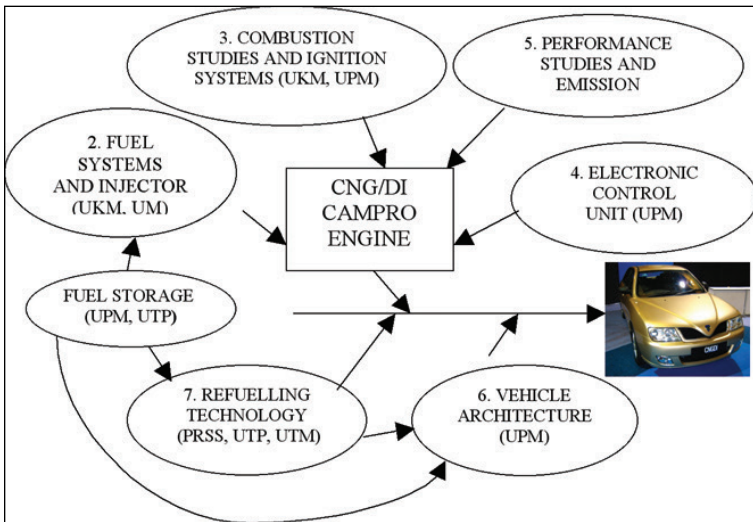 3. COMBUSTION
STUDIES AND IGNITION
SYSTEMS (UKM, UPM)
5. PERFORMANCE
STUDIES AND
EMISSION
2. FUEL
SYSTEMS
AND INJECTOR
(UKM, UM)
CNG/DI
CAMPRO
ENGINE
4. ELECTRONIC
CONTROL
UNIT (UPM)
FUEL STORAGE
(UPM, UTP)
7. REFUELLING
TECHNOLOGY
(PRSS, UTP, UTM)
6. VEHICLE
ARCHITECTURE
(UPM)